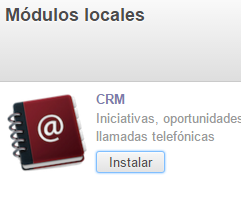 Módulos locales
@
CRM
Iniciativas, oportunidades
llamadas telefónicas
Instalar